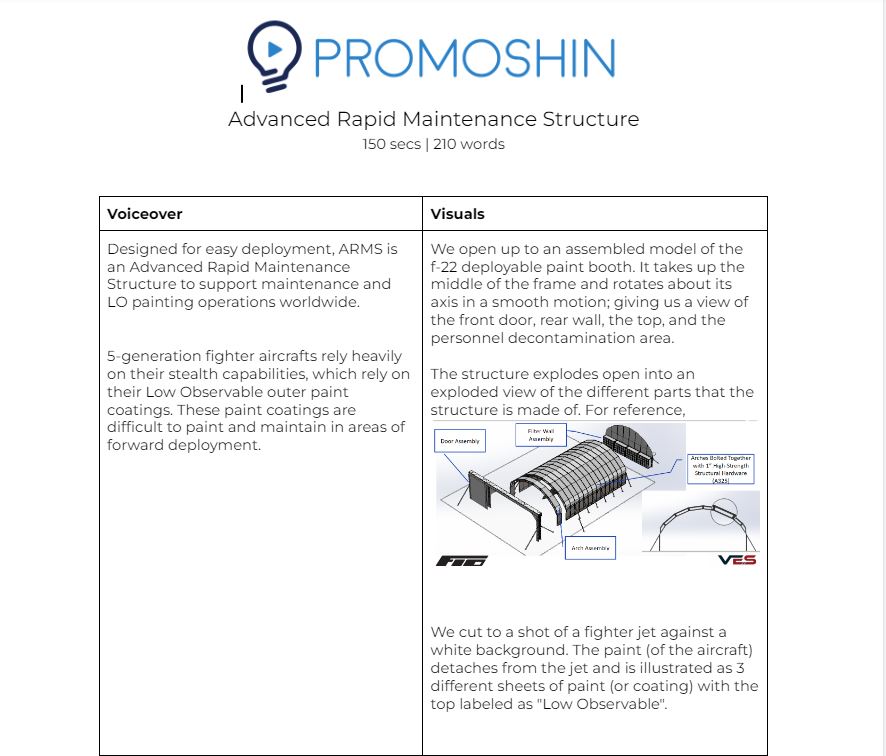 PROMOSHIN
Advanced Rapid Maintenance Structure
150 secs | 210 words
Voiceover
Visuals
Designed for easy deployment, ARMS is
an Advanced Rapid Maintenance
Structure to support maintenance and
LO painting operations worldwide.
5-generation fighter aircrafts rely heavily
on their stealth capabilities, which rely on
their Low Observable outer paint
coatings. These paint coatings are
difficult to paint and maintain in areas of
forward deployment.
We open up to an assembled model of the
f-22 deployable paint booth. It takes up the
middle of the frame and rotates about its
axis in a smooth motion; giving us a view of
the front door, rear wall, the top, and the
personnel decontamination area.
The structure explodes open into an
exploded view of the different parts that the
structure is made of. For reference,
Door Assembly
Filter Wall
Assembly
Arches Bolted Together
with 1" High-Strength
Structural Hardware
(A325)
Arch Assembly
VES
We cut to a shot of a fighter jet against a
white background. The paint (of the aircraft)
detaches from the jet and is illustrated as 3
different sheets of paint (or coating) with the
top labeled as "Low Observable".